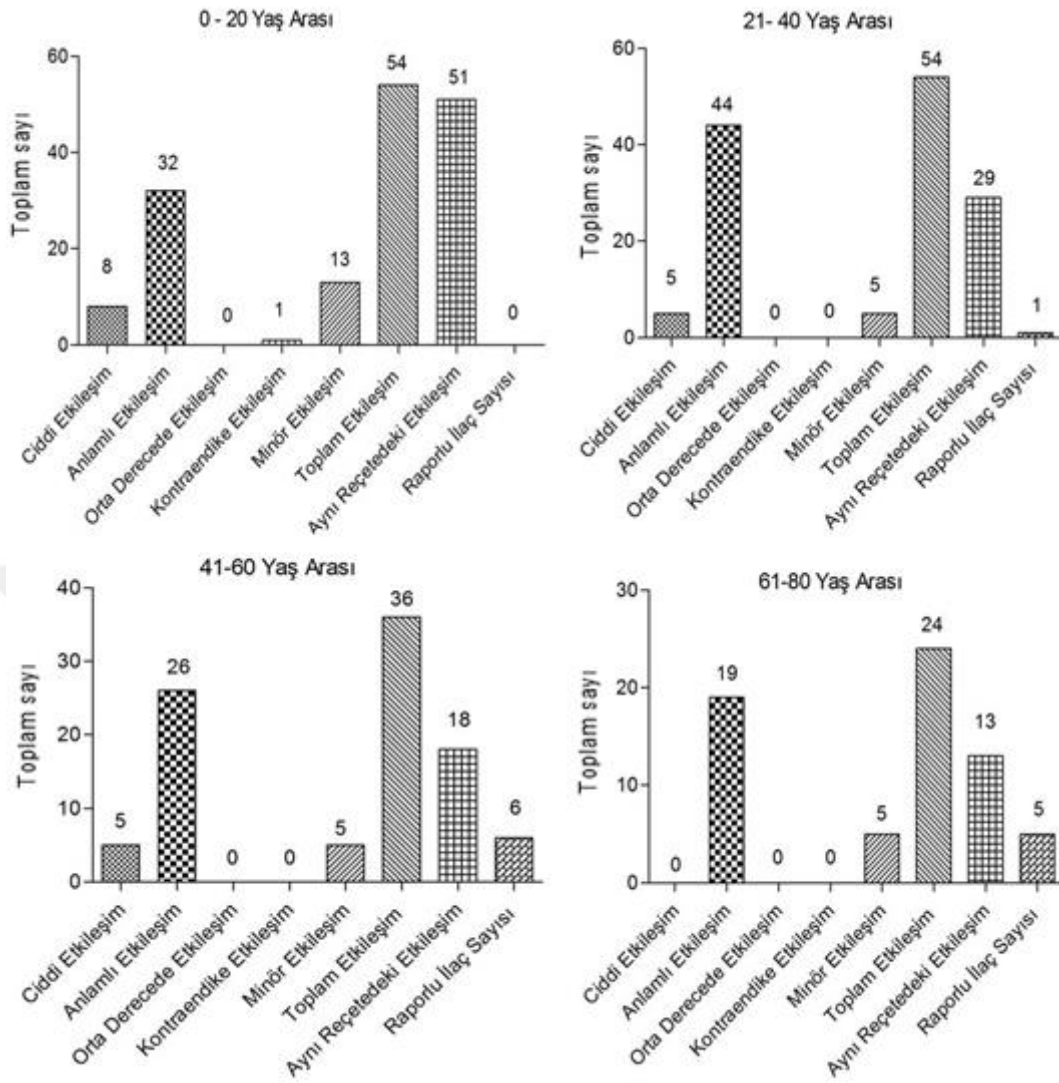 0 - 20 Yaş Arası
Toplam sayı
60
40
20
0
8
32
0
1
13
54
51
0
Ciddi Etkileşim
Anlamlı Etkileşim
Orta Derecede Etkileşim
Kontraendike Etkileşim
Minör Etkileşim
Toplam Etkileşim
Aynı Reçetedeki Etkileşim
Raporlu İlaç Sayısı
21- 40 Yaş Arası
Toplam sayı
60
40
20
0
5
44
0
0
5
54
29
1
Ciddi Etkileşim
Anlamlı Etkileşim
Orta Derecede Etkileşim
Kontraendike Etkileşim
Minör Etkileşim
Toplam Etkileşim
Aynı Reçetedeki Etkileşim
Raporlu İlaç Sayısı
41-60 Yaş Arası
Toplam sayı
40
30
20
10
0
5
26
0
0
5
36
18
6
Ciddi Etkileşim
Anlamlı Etkileşim
Orta Derecede Etkileşim
Kontraendike Etkileşim
Minör Etkileşim
Toplam Etkileşim
Aynı Reçetedeki Etkileşim
Raporlu İlaç Sayısı
61-80 Yaş Arası
Toplam sayı
30
20
10
0
0
19
0
0
5
24
13
5
Ciddi Etkileşim
Anlamlı Etkileşim
Orta Derecede Etkileşim
Kontraendike Etkileşim
Minör Etkileşim
Toplam Etkileşim
Aynı Reçetedeki Etkileşim
Raporlu İlaç Sayısı